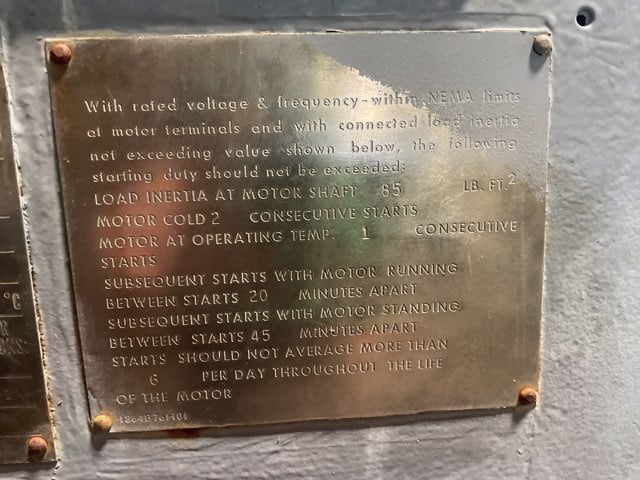 With rated voltage & frequency-within NEMA limits
at motor terminals and with connected load inertia
not exceeding value shown below, the following
starting duty should not be exceeded:
LOAD INERTIA AT MOTOR SHAFT 85 LB. FT.2
MOTOR COLD 2 CONSECUTIVE STARTS
MOTOR AT OPERATING TEMP. 1 CONSECUTIVE
STARTS
SUBSEQUENT STARTS WITH MOTOR RUNNING
BETWEEN STARTS 20 MINUTES APART
SUBSEQUENT STARTS WITH MOTOR STANDING
BETWEEN STARTS 45 MINUTES APART
STARTS SHOULD NOT AVERAGE MORE THAN
6 PER DAY THROUGHOUT THE LIFE
OF THE MOTOR
°C